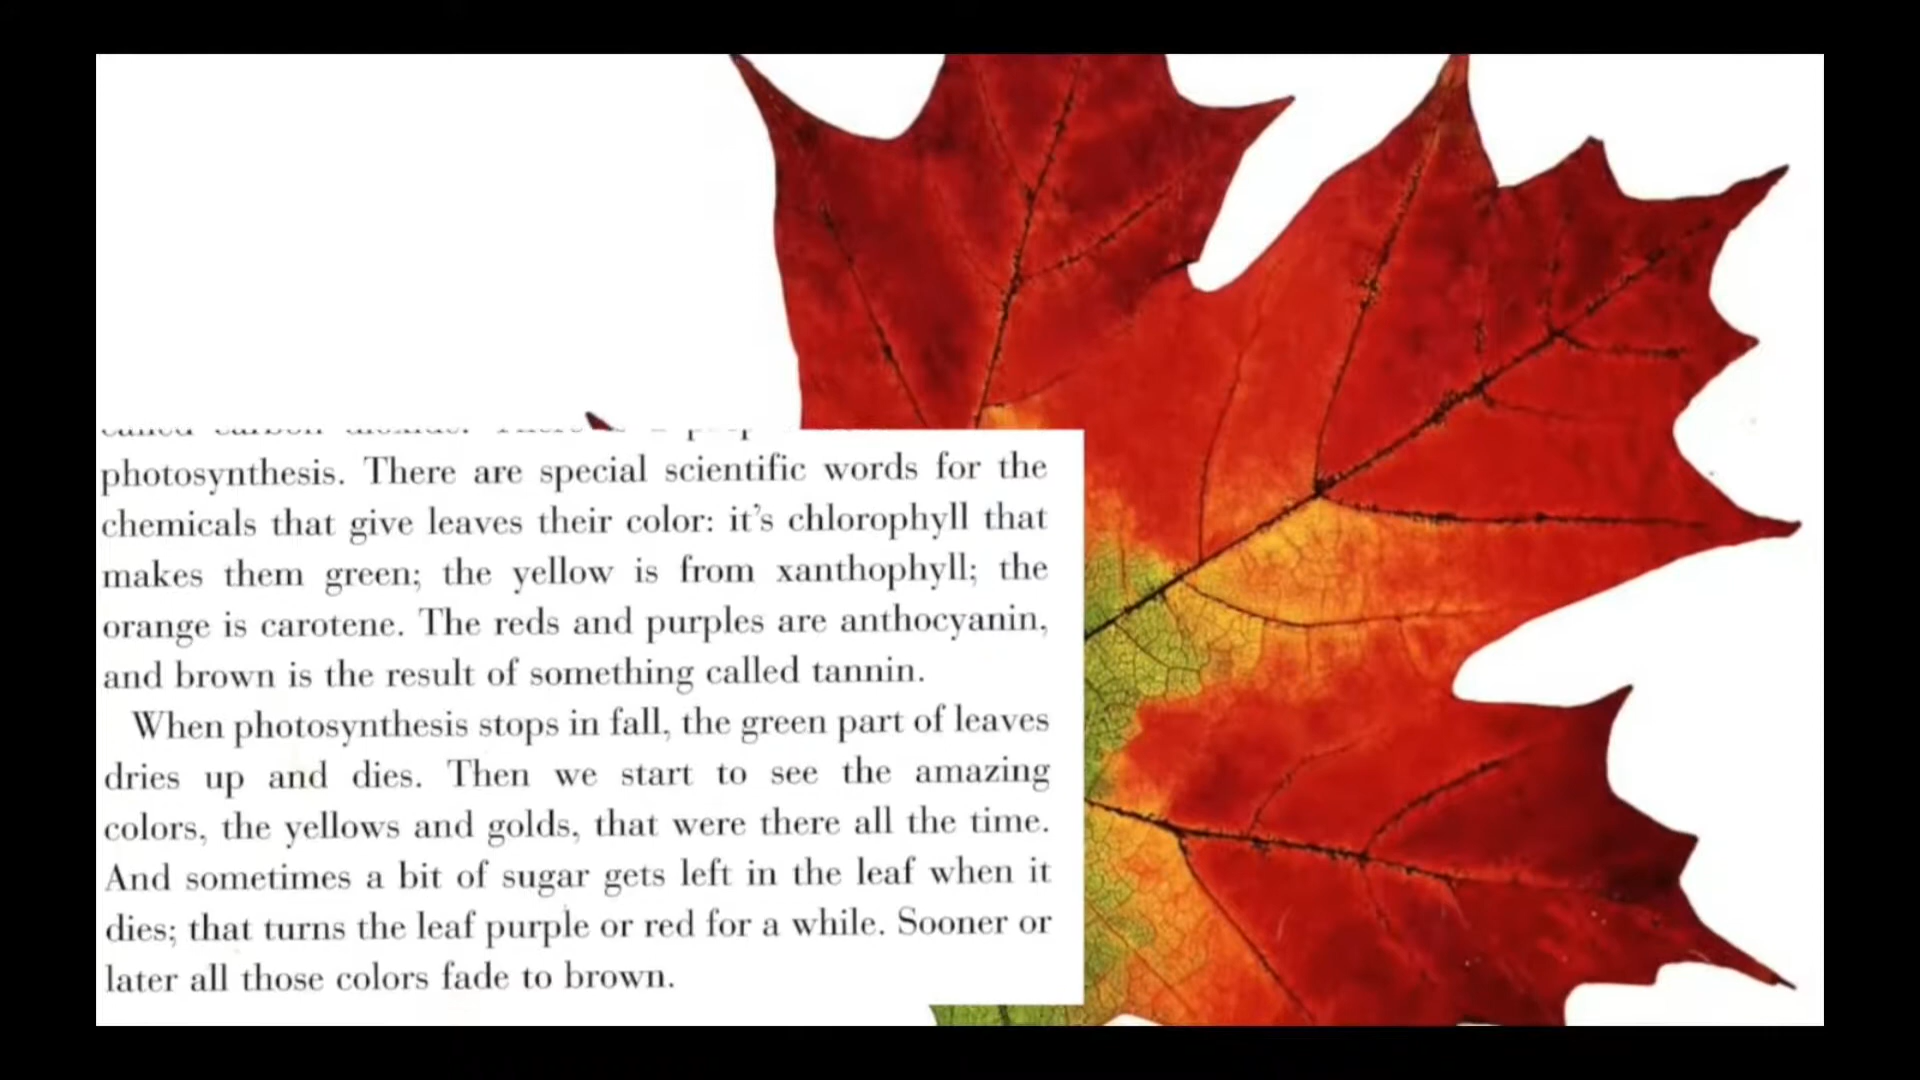 photosynthesis. There are special scientific words for the
chemicals that give leaves their color: it's chlorophyll that
makes them green; the yellow is from xanthophyll; the
orange is carotene. The reds and purples are anthocyanin,
and brown is the result of something called tannin.
When photosynthesis stops in fall, the green part of leaves
dries up and dies. Then we start to see the amazing
colors, the yellows and golds, that were there all the time.
And sometimes a bit of sugar gets left in the leaf when it
dies; that turns the leaf purple or red for a while. Sooner or
later all those colors fade to brown.